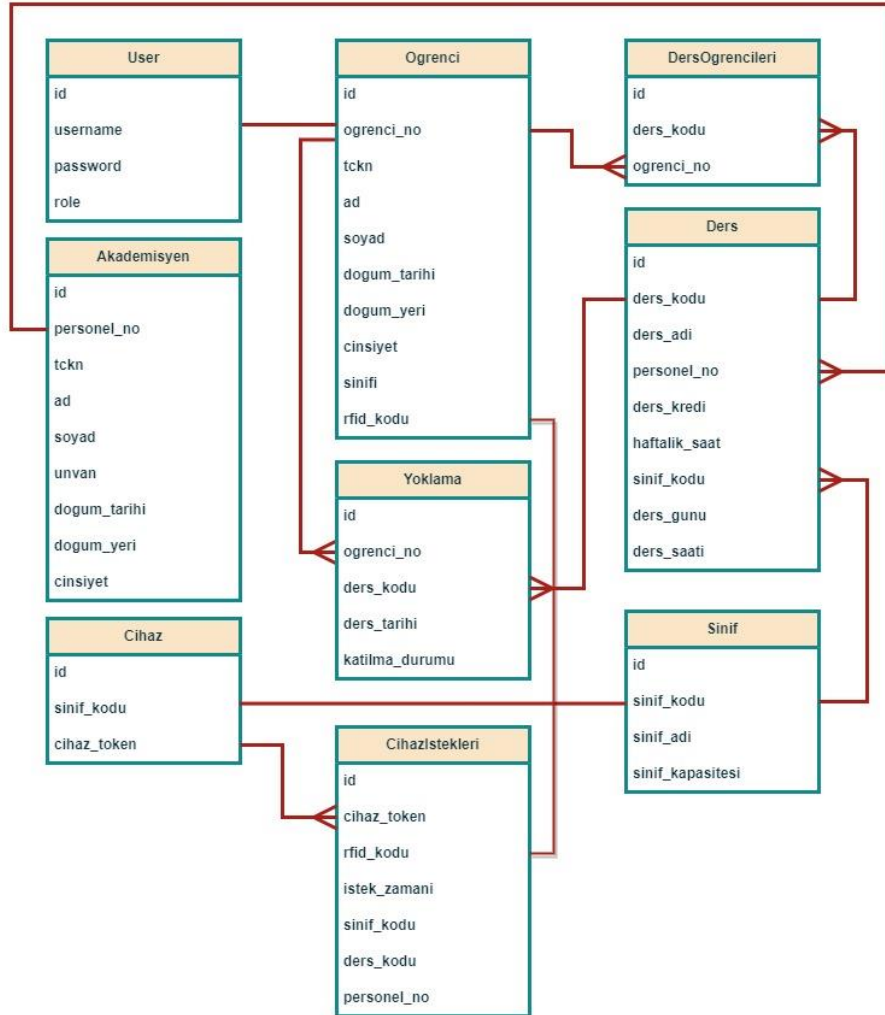 User
id
username
password
role
Akademisyen
id
personel_no
tckn
ad
soyad
unvan
dogum_tarihi
dogum_yeri
cinsiyet
Cihaz
id
sinif_kodu
cihaz_token
Ogrenci
id
ogrenci_no
tckn
ad
soyad
dogum_tarihi
dogum_yeri
cinsiyet
sinifi
rfid_kodu
Yoklama
id
ogrenci_no
ders_kodu
ders_tarihi
katilma_durumu
CihazIstekleri
id
cihaz_token
rfid_kodu
istek_zamani
sinif_kodu
ders_kodu
personel_no
DersOgrencileri
id
ders_kodu
ogrenci_no
Ders
id
ders_kodu
ders_adi
personel_no
ders_kredi
haftalik_saat
sinif_kodu
ders_gunu
ders_saati
Sinif
id
sinif_kodu
sinif_adi
sinif_kapasitesi